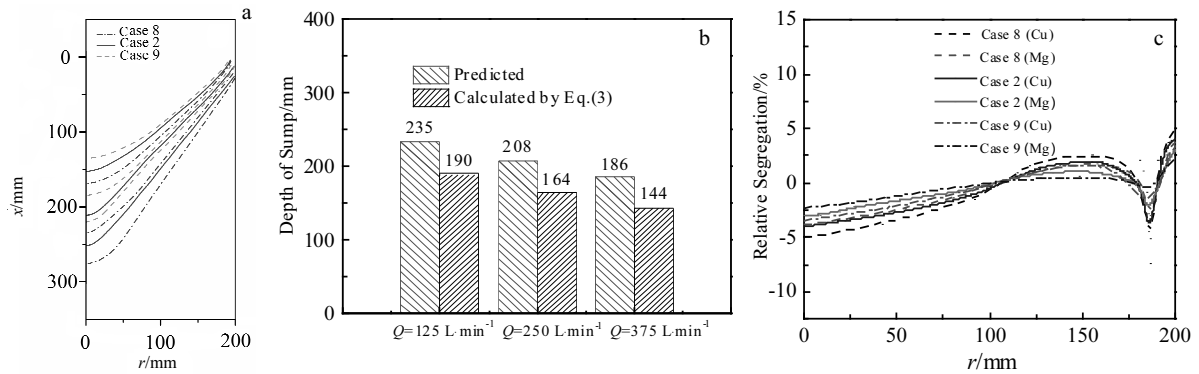 a
Case 8
Case 2
Casc 9
0
100
200
300
x/mm
0
100
200
r/mm
b
400
300
200
100
0
Depth of Sump/mm
Predicted
Calculated by Eq.(3)
235
190
208
164
186
144
Q=125 L·min⁻¹
Q=250 L·min⁻¹
Q=375 L·min⁻¹
c
15
10
5
0
-5
-10
Relative Segregation/%
Case 8 (Cu)
Case 8 (Mg)
Case 2 (Cu)
Case 2 (Mg)
Case 9 (Cu)
Case 9 (Mg)
0
50
100
150
200
r/mm